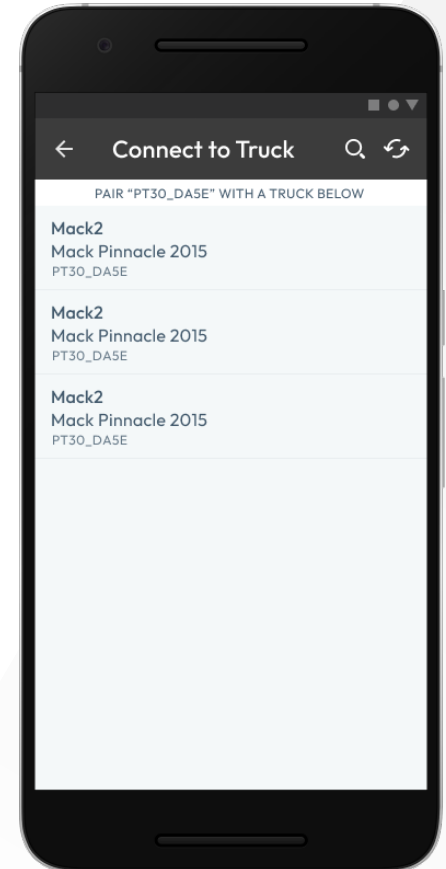 Connect to Truck
PAIR “PT30_DA5E” WITH A TRUCK BELOW
Mack2
Mack Pinnacle 2015
PT30_DA5E
Mack2
Mack Pinnacle 2015
PT30_DA5E
Mack2
Mack Pinnacle 2015
PT30_DA5E